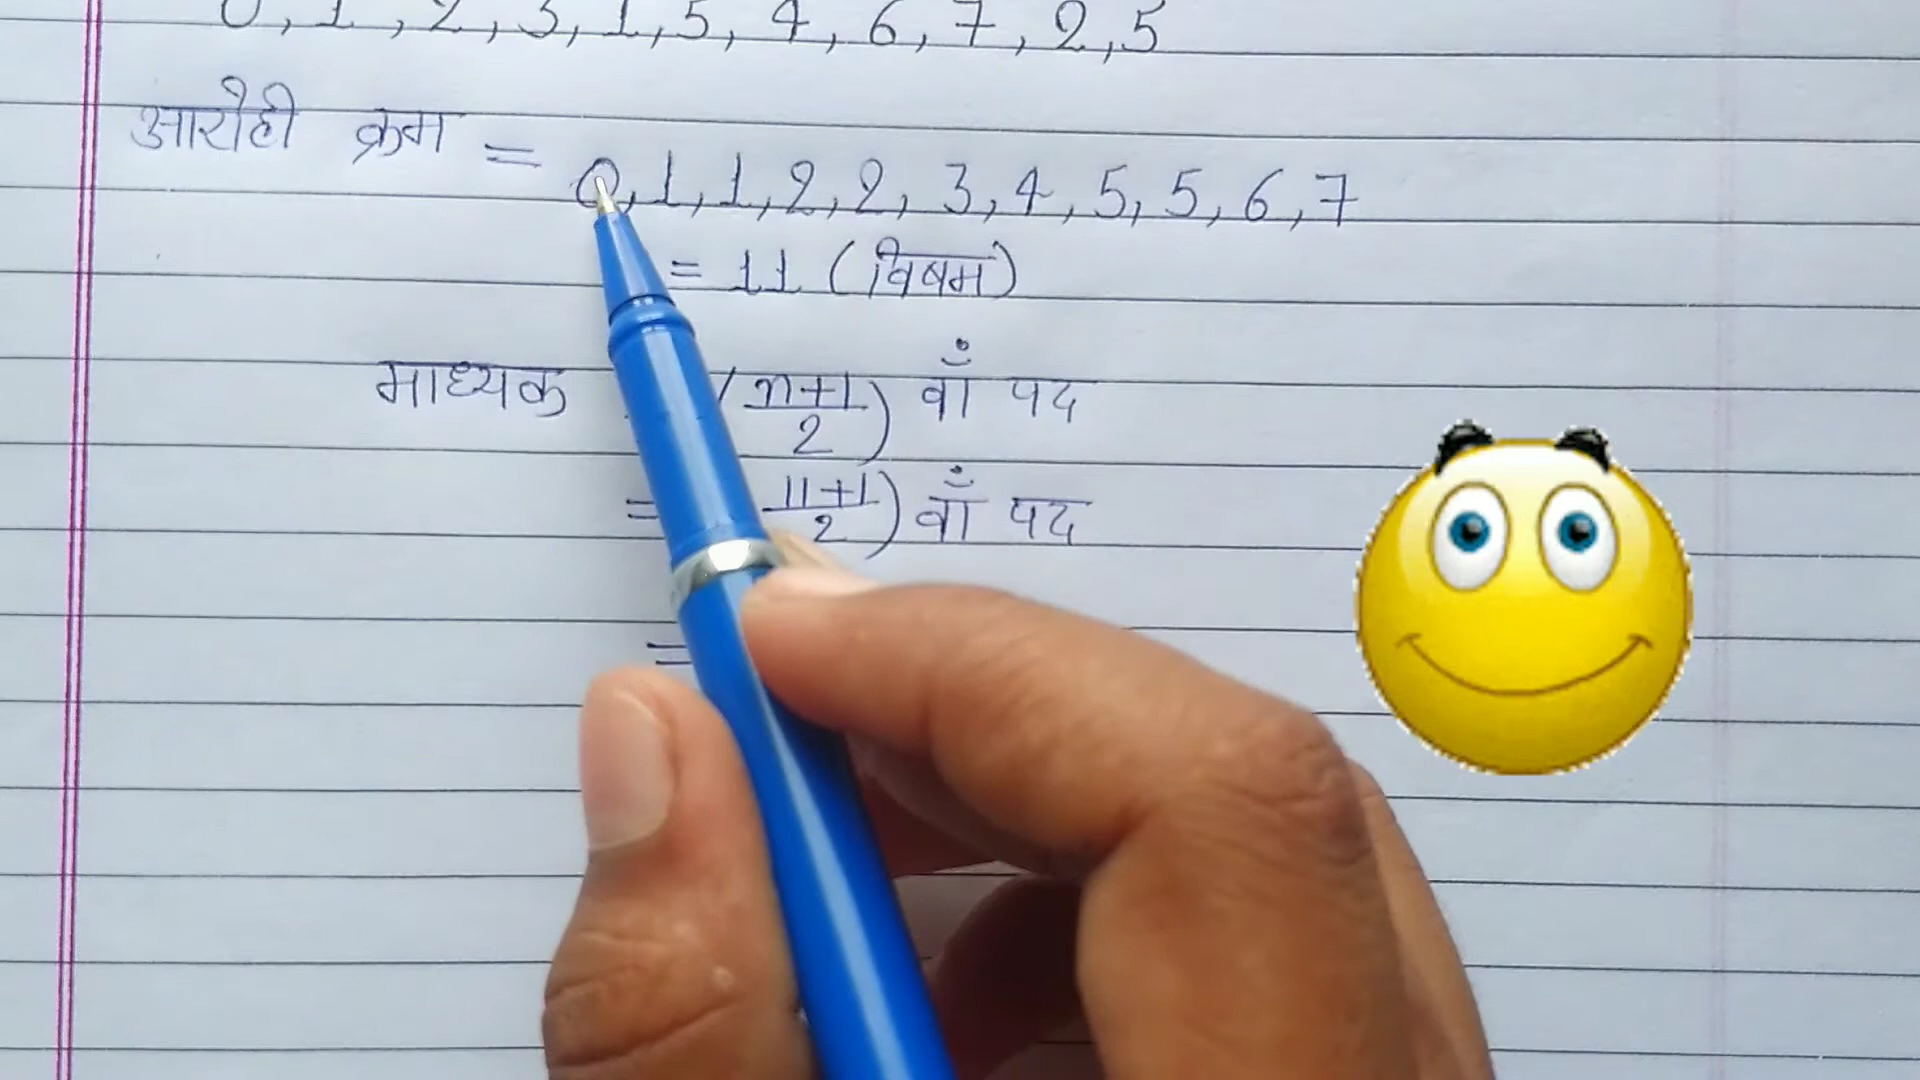 0, 1, 2, 3, 1, 5, 4, 6, 7, 2, 5
आरोही क्रम = 0, 1, 1, 2, 2, 3, 4, 5, 5, 6, 7
= 11 (विषम)
माध्यक (n+1/2) वाँ पद
= 11+1/2) वाँ पद
=